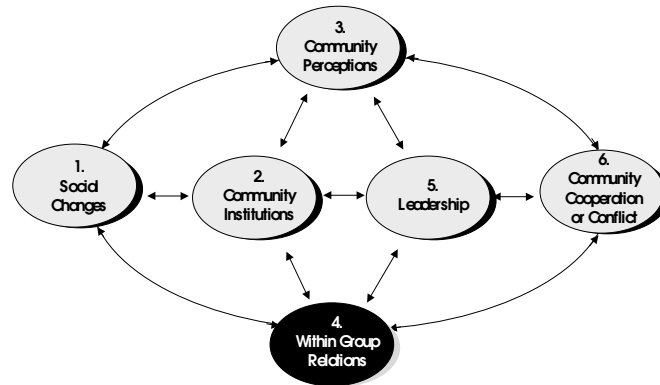 3.
Community
Perceptions
1.
Social
Changes
2.
Community
Institutions
5.
Leadership
6.
Community
Cooperation
or Conflict
4.
Within Group
Relations